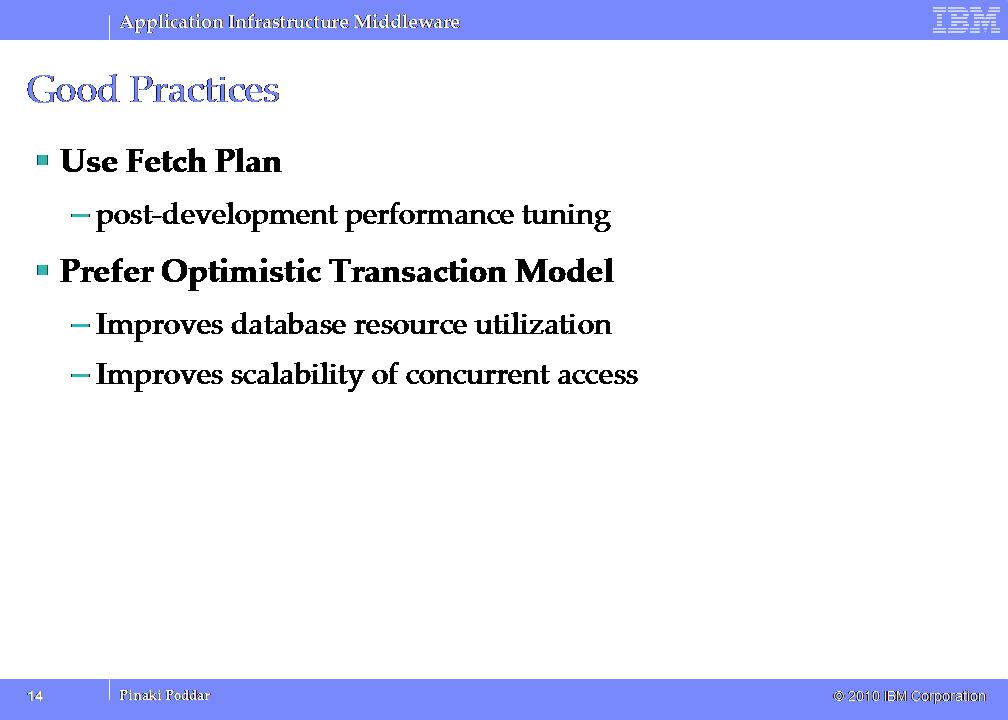 Application Infrastructure Middleware
IBM
Good Practices
Use Fetch Plan
– post-development performance tuning
Prefer Optimistic Transaction Model
– Improves database resource utilization
– Improves scalability of concurrent access
14
Pinaki Poddar
© 2010 IBM Corporation